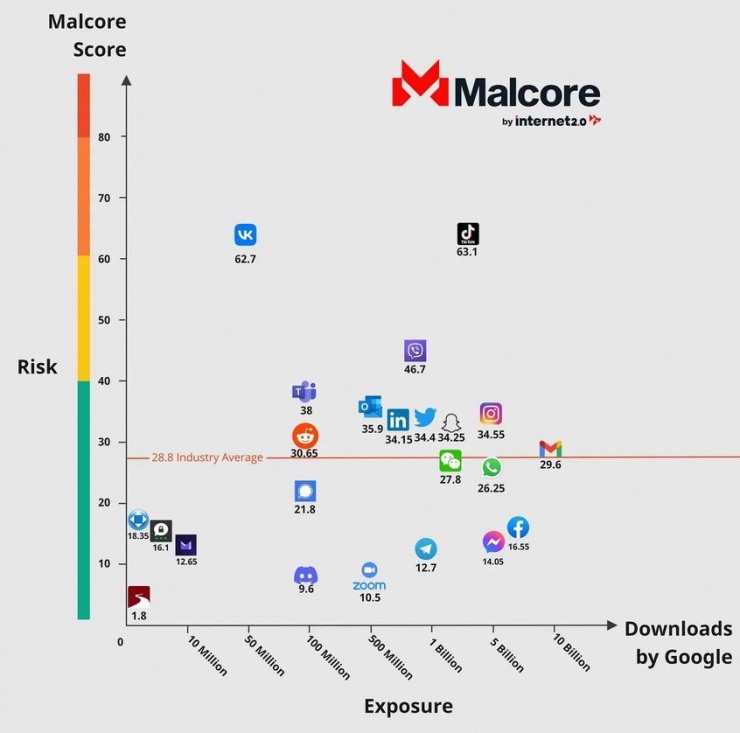 Malcore
Score
Malcore
by internet2.0
80
70
60
50
40
30
20
10
0
Risk
VK
62.7
TikTok
63.1
46.7
T
38
O
35.9
in
34.15
34.4
34.25
34.55
30.65
28.8 Industry Average
29.6
27.8
26.25
21.8
18.35
16.1
12.65
16.55
14.05
12.7
9.6
zoom
10.5
1.8
10 Million
50 Million
100 Million
500 Million
1 Billion
5 Billion
10 Billion
Downloads
by Google
Exposure